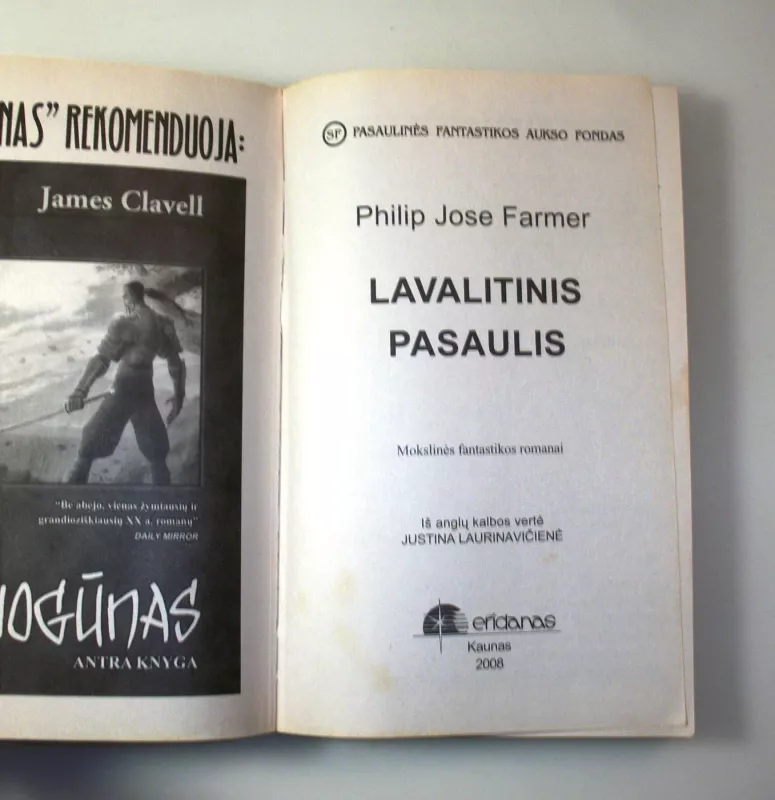 NAS” REKOMENDUOJA:
James Clavell
“Be abejo, vienas žymiausių ir
grandioziškiausių XX a. romanų”
DAILY MIRROR
OGŪNAS
ANTRA KNYGA
SF PASAULINĖS FANTASTIKOS AUKSO FONDAS
Philip Jose Farmer
LAVALITINIS
PASAULIS
Mokslinės fantastikos romanai
Iš anglų kalbos vertė
JUSTINA LAURINAVIČIENĖ
eridanas
Kaunas
2008